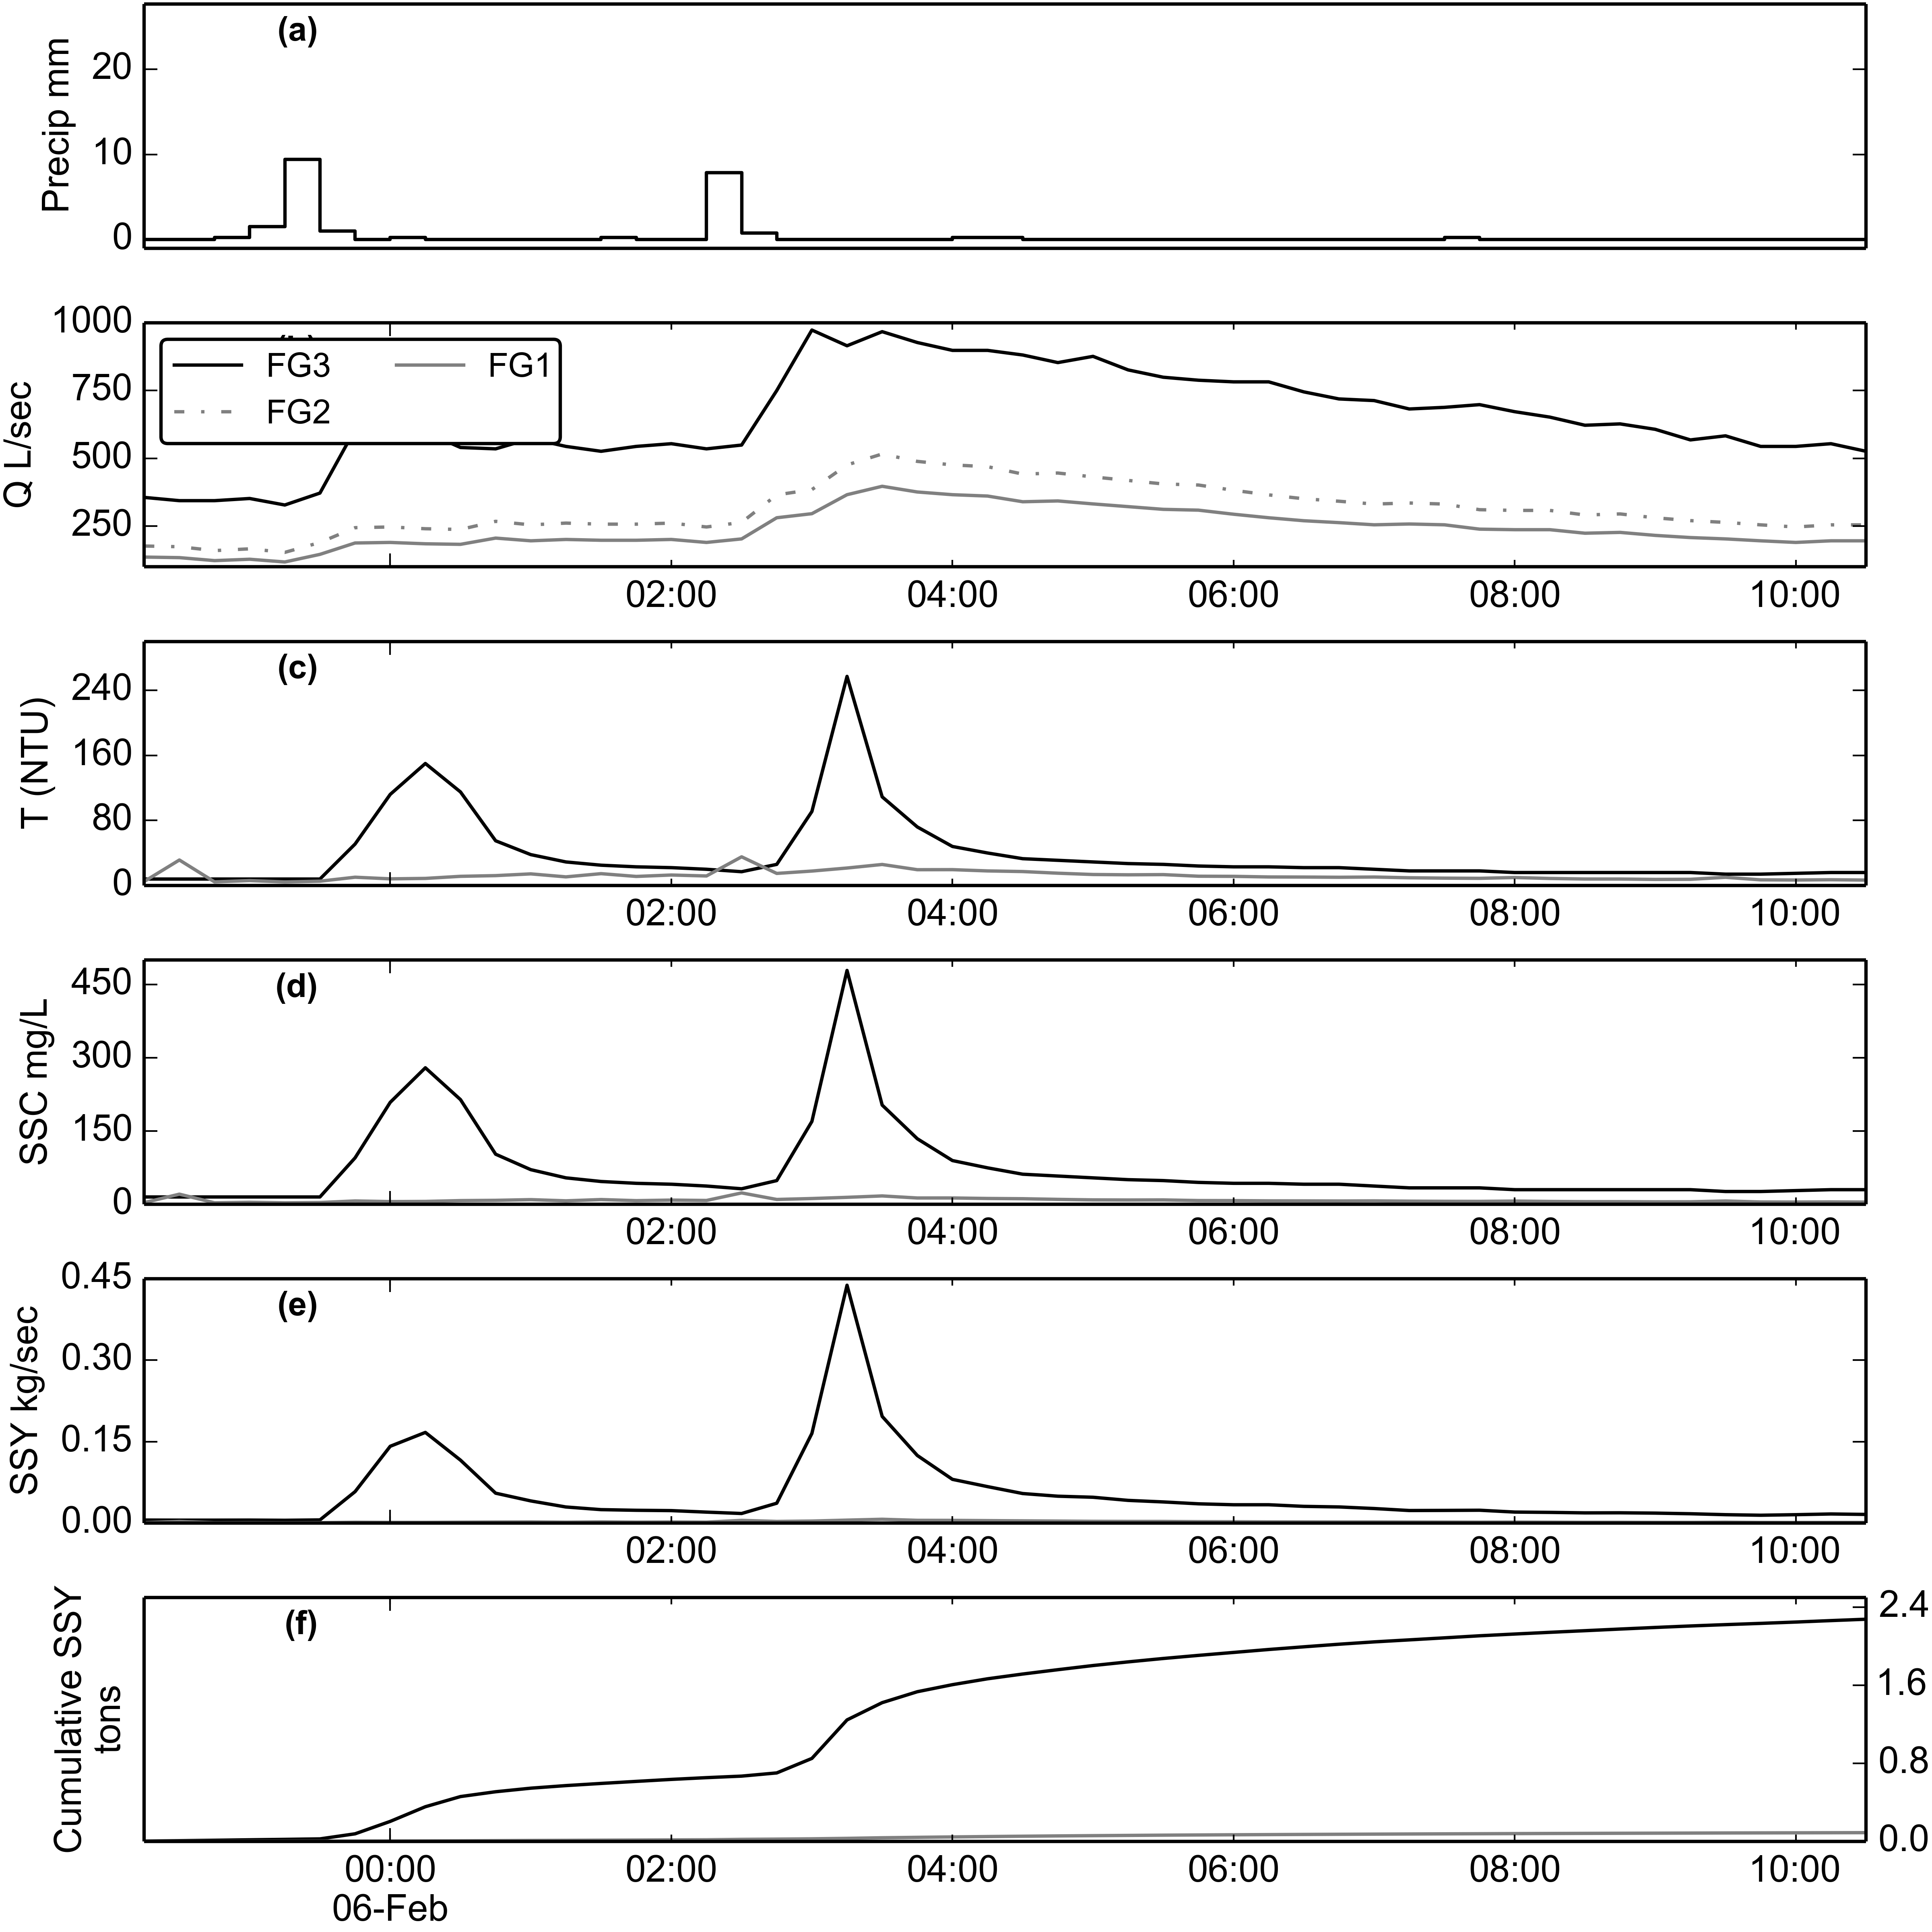 (a)
Precip mm
20
10
0
1000
750
500
250
Q L/sec
FG3 FG1
FG2
02:00 04:00 06:00 08:00 10:00
(c)
T (NTU)
240
160
80
0
02:00 04:00 06:00 08:00 10:00
(d)
SSC mg/L
450
300
150
0
02:00 04:00 06:00 08:00 10:00
(e)
SSY kg/sec
0.45
0.30
0.15
0.00
02:00 04:00 06:00 08:00 10:00
(f)
Cumulative SSY
tons
2.4
1.6
0.8
0.0
00:00 02:00 04:00 06:00 08:00 10:00
06-Feb